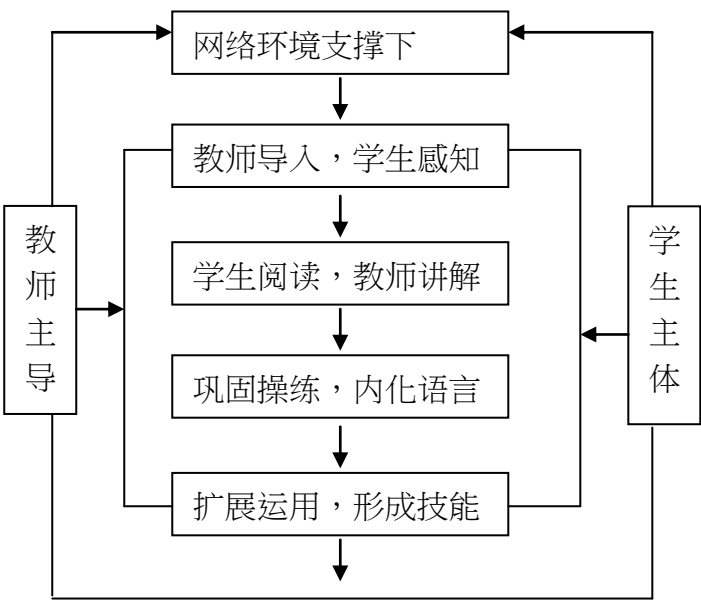 网络环境支撑下
教师导入，学生感知
教师主导
学生主体
学生阅读，教师讲解
巩固操练，内化语言
扩展运用，形成技能